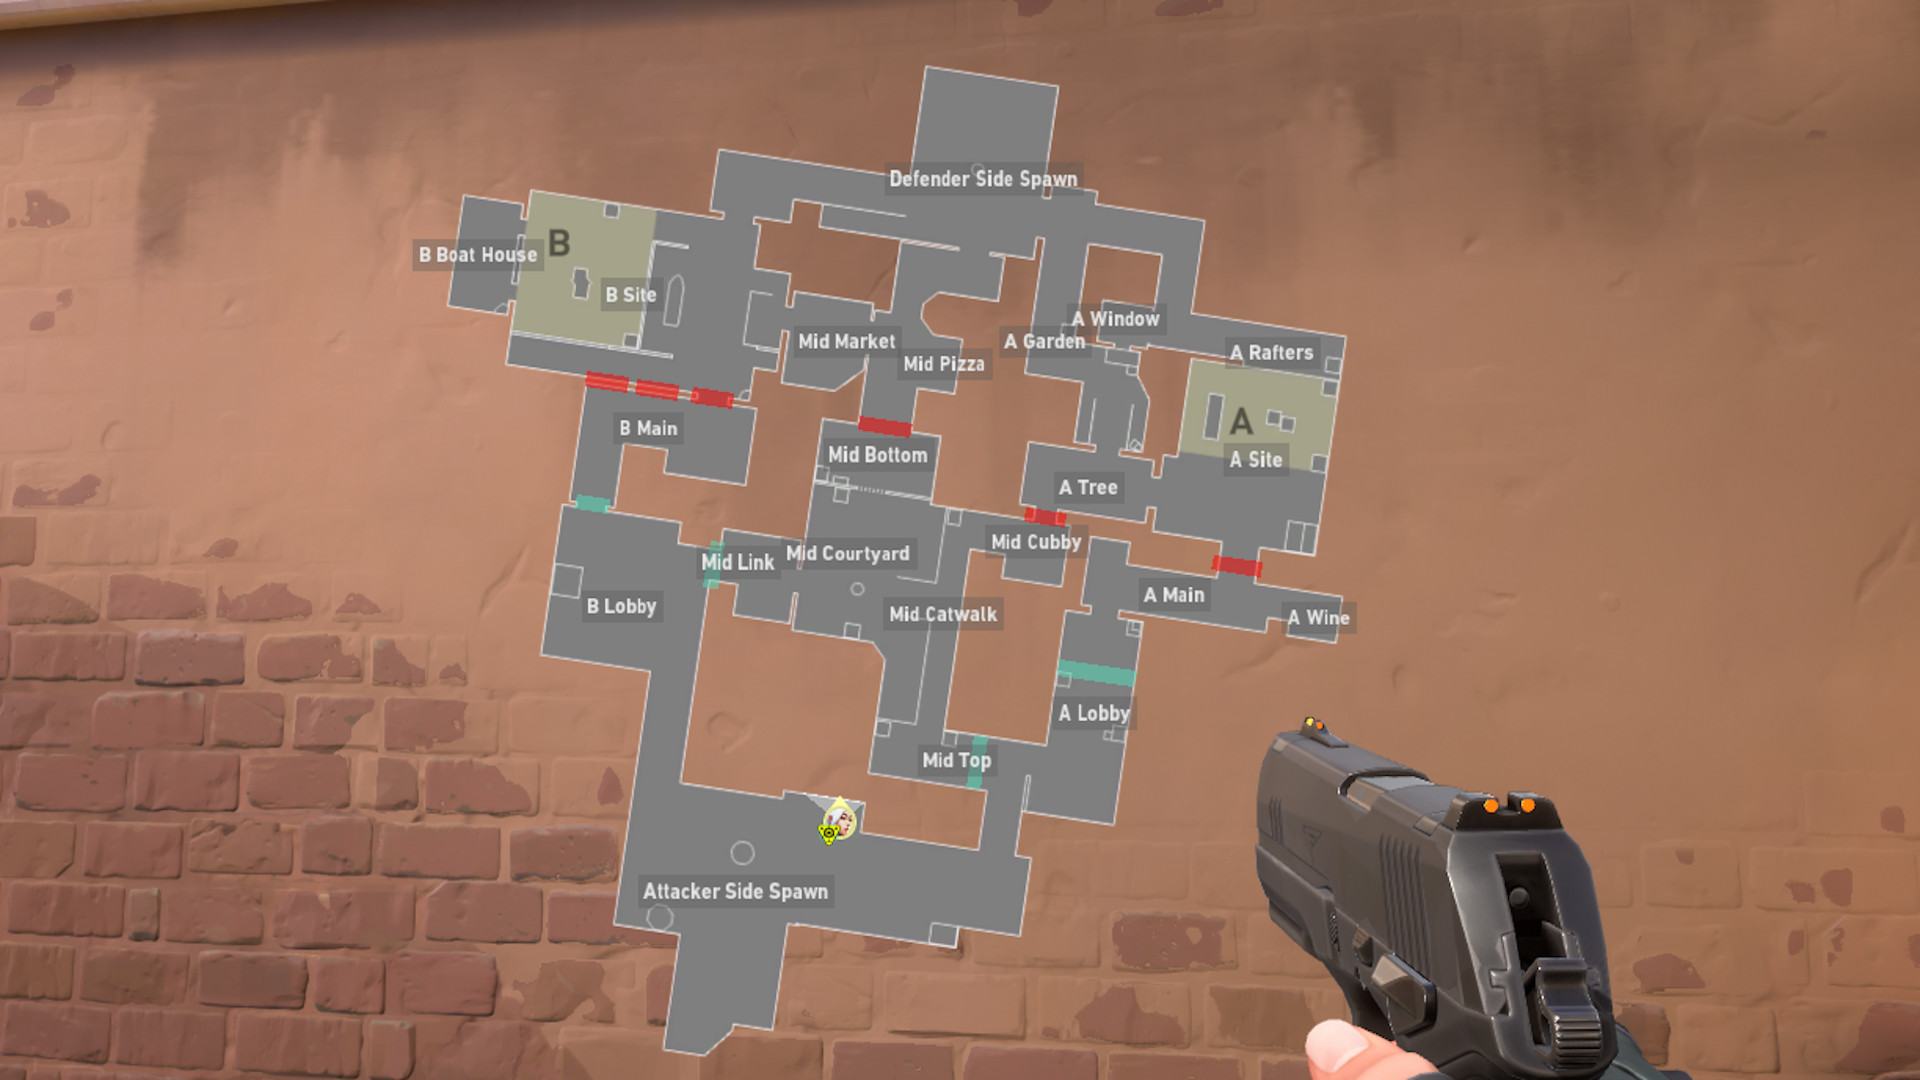 Defender Side Spawn
B
B Boat House
B Site
A Window
Mid Market
A Garden
A Rafters
Mid Pizza
A
B Main
Mid Bottom
A Site
A Tree
Mid Cubby
Mid Courtyard
Mid Link
A Main
B Lobby
Mid Catwalk
A Wine
A Lobby
Mid Top
Attacker Side Spawn